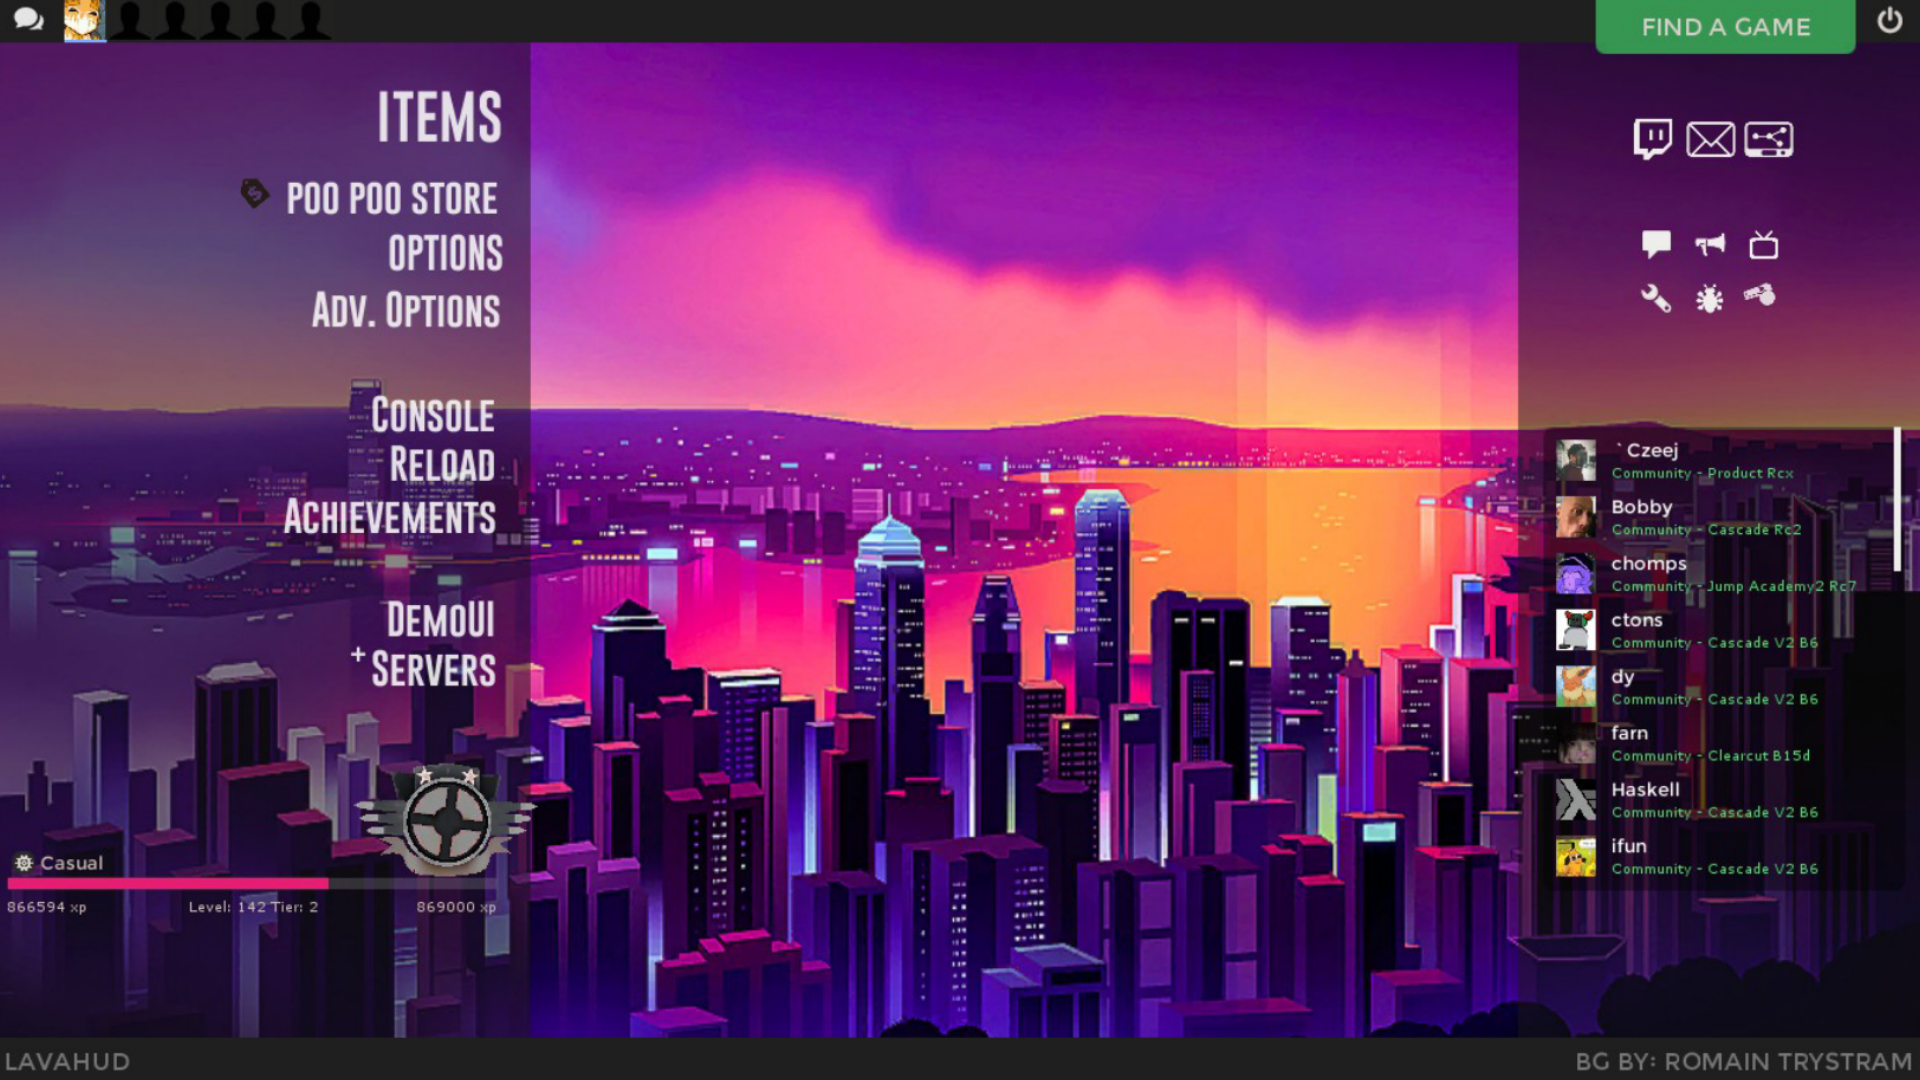 FIND A GAME
ITEMS
POO POO STORE
OPTIONS
ADV. OPTIONS
CONSOLE
RELOAD
ACHIEVEMENTS
DEMOUI
+ SERVERS
Casual
866594 xp
Level: 142 Tier: 2
869000 xp
` Czeej
Community - Product Rcx
Bobby
Community - Cascade Rc2
chomps
Community - Jump Academy2 Rc7
ctons
Community - Cascade V2 B6
dy
Community - Cascade V2 B6
farn
Community - Clearcut B15d
Haskell
Community - Cascade V2 B6
ifun
Community - Cascade V2 B6
LAVAHUD
BG BY: ROMAIN TRYSTRAM